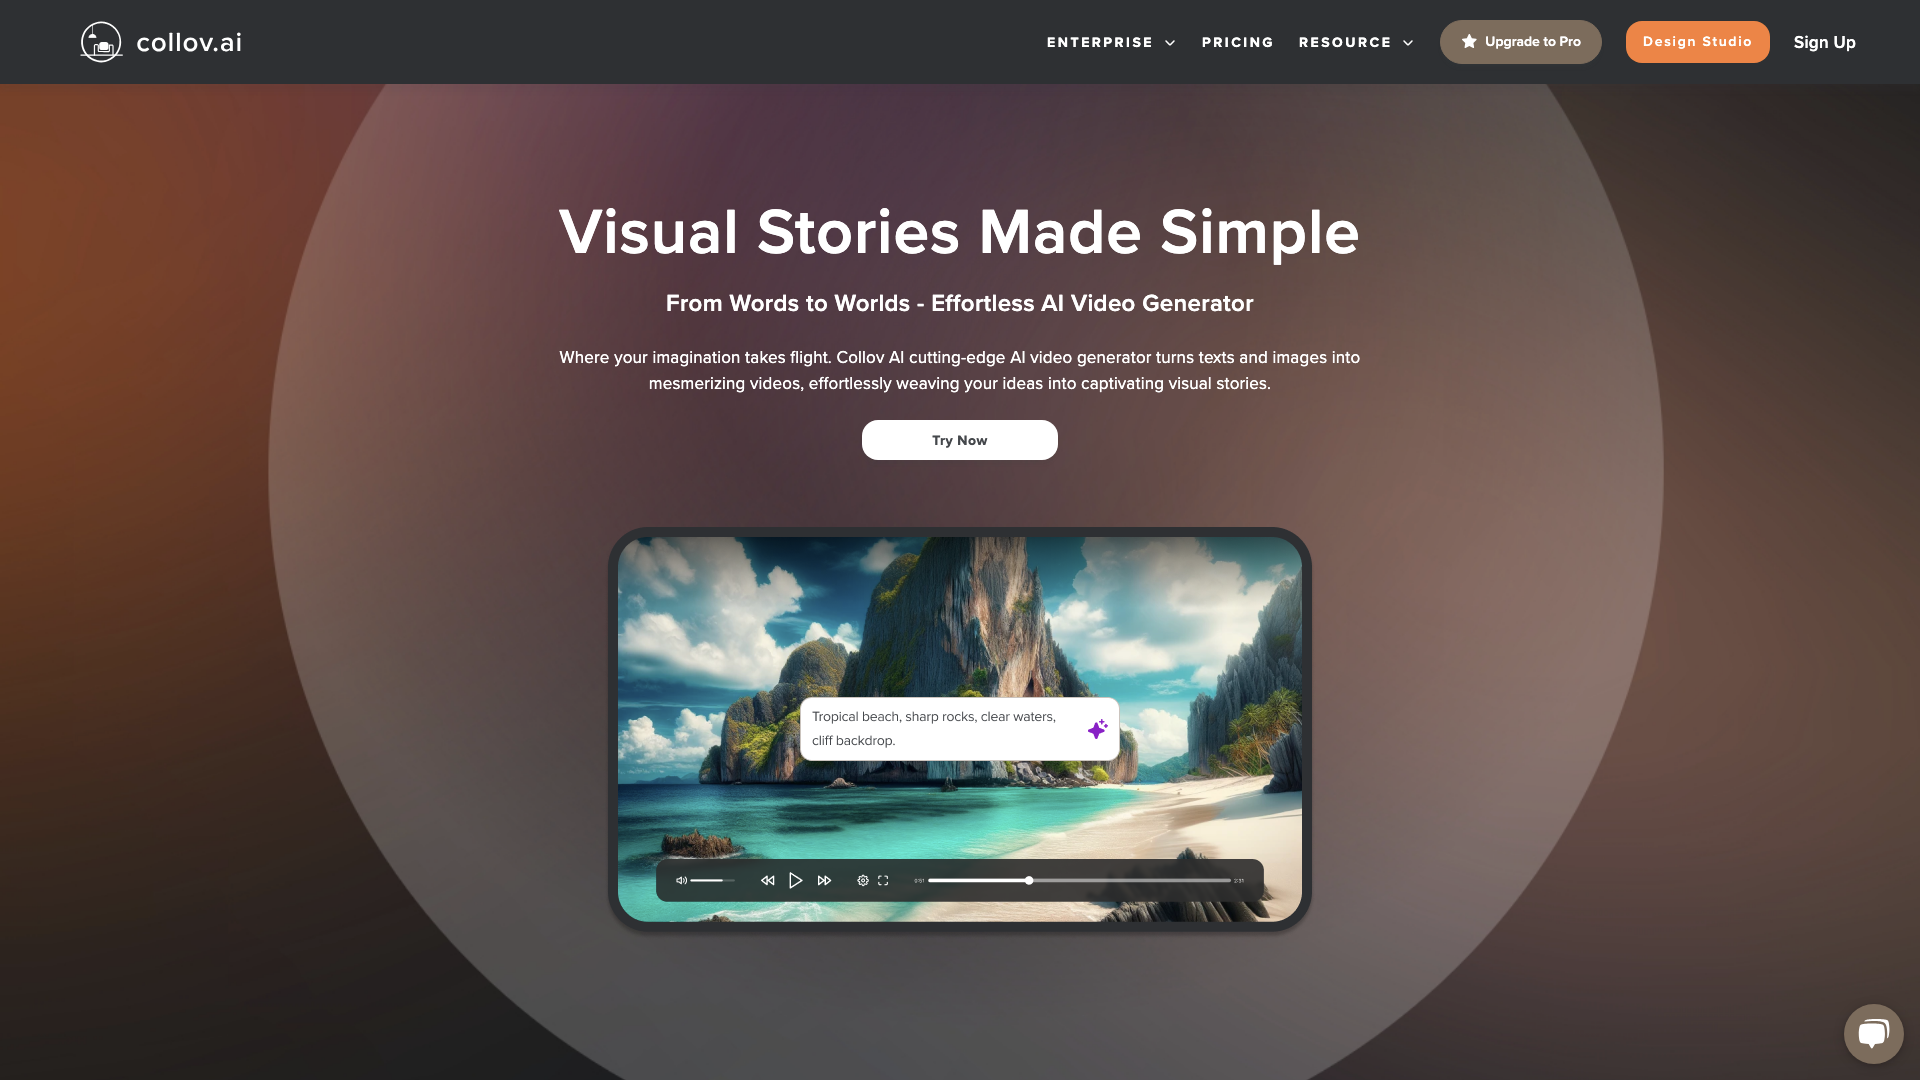 collov.ai
ENTERPRISE
PRICING
RESOURCE
Upgrade to Pro
Design Studio
Sign Up
Visual Stories Made Simple
From Words to Worlds - Effortless AI Video Generator
Where your imagination takes flight. Collov AI cutting-edge AI video generator turns texts and images into
mesmerizing videos, effortlessly weaving your ideas into captivating visual stories.
Try Now
Tropical beach, sharp rocks, clear waters,
cliff backdrop.